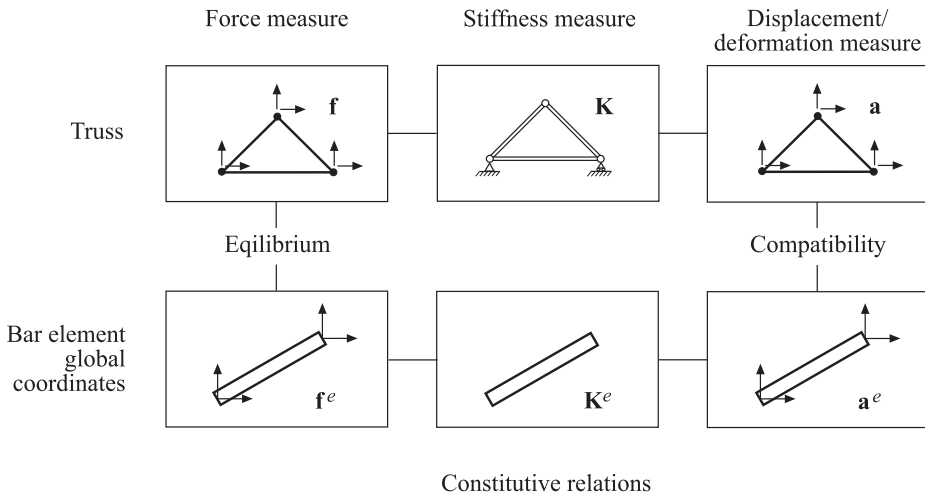 Force measure
Stiffness measure
Displacement/
deformation measure
Truss
f
K
a
Eqilibrium
Compatibility
Bar element
global
coordinates
f^e
K^e
a^e
Constitutive relations